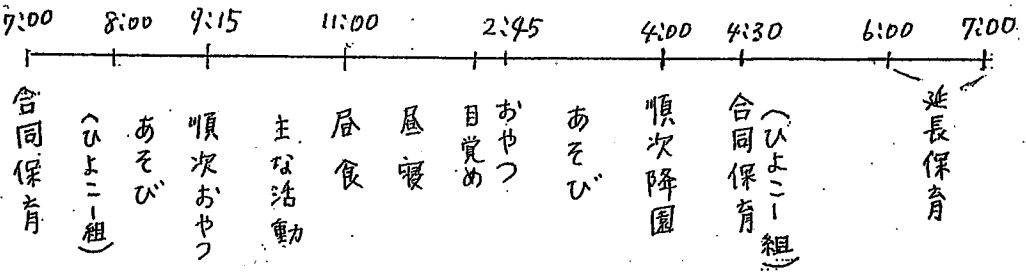 7:00
8:00
9:15
11:00
2:45
4:00
4:30
6:00
7:00
合同保育
(ひよこ組)
あそび
順次おやつ
主な活動
昼食
昼寝
目覚め
おやつ
あそび
順次降園
合同保育
(ひよこ組)
延長保育